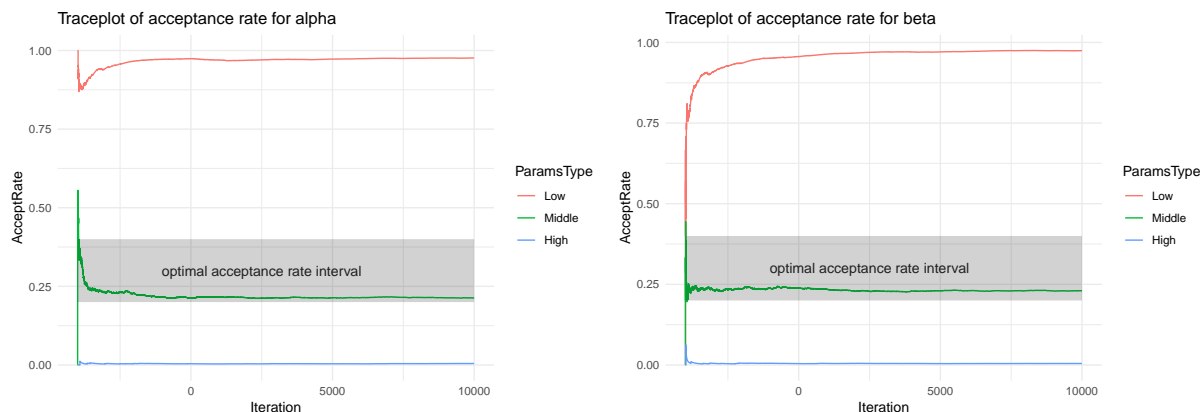 Traceplot of acceptance rate for alpha
1.00
0.75
0.50
0.25
0.00
AcceptRate
optimal acceptance rate interval
0
5000
10000
Iteration
ParamsType
Low
Middle
High
Traceplot of acceptance rate for beta
1.00
0.75
0.50
0.25
0.00
AcceptRate
optimal acceptance rate interval
0
5000
10000
Iteration
ParamsType
Low
Middle
High